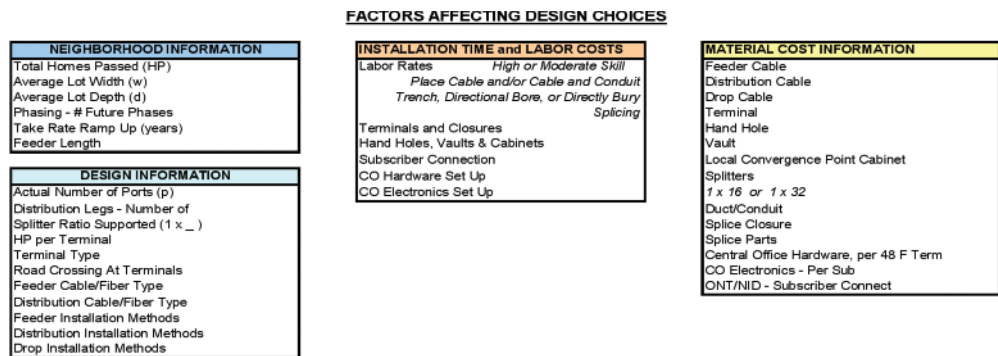 FACTORS AFFECTING DESIGN CHOICES
NEIGHBORHOOD INFORMATION
Total Homes Passed (HP)
Average Lot Width (w)
Average Lot Depth (d)
Phasing - # Future Phases
Take Rate Ramp Up (years)
Feeder Length
DESIGN INFORMATION
Actual Number of Ports (p)
Distribution Legs - Number of
Splitter Ratio Supported (1 x _ )
HP per Terminal
Terminal Type
Road Crossing At Terminals
Feeder Cable/Fiber Type
Distribution Cable/Fiber Type
Feeder Installation Methods
Distribution Installation Methods
Drop Installation Methods
INSTALLATION TIME and LABOR COSTS
Labor Rates High or Moderate Skill
Place Cable and/or Cable and Conduit
Trench, Directional Bore, or Directly Bury
Splicing
Terminals and Closures
Hand Holes, Vaults & Cabinets
Subscriber Connection
CO Hardware Set Up
CO Electronics Set Up
MATERIAL COST INFORMATION
Feeder Cable
Distribution Cable
Drop Cable
Terminal
Hand Hole
Vault
Local Convergence Point Cabinet
Splitters
1 x 16 or 1 x 32
Duct/Conduit
Splice Closure
Splice Parts
Central Office Hardware, per 48 F Term
CO Electronics - Per Sub
ONT/NID - Subscriber Connect